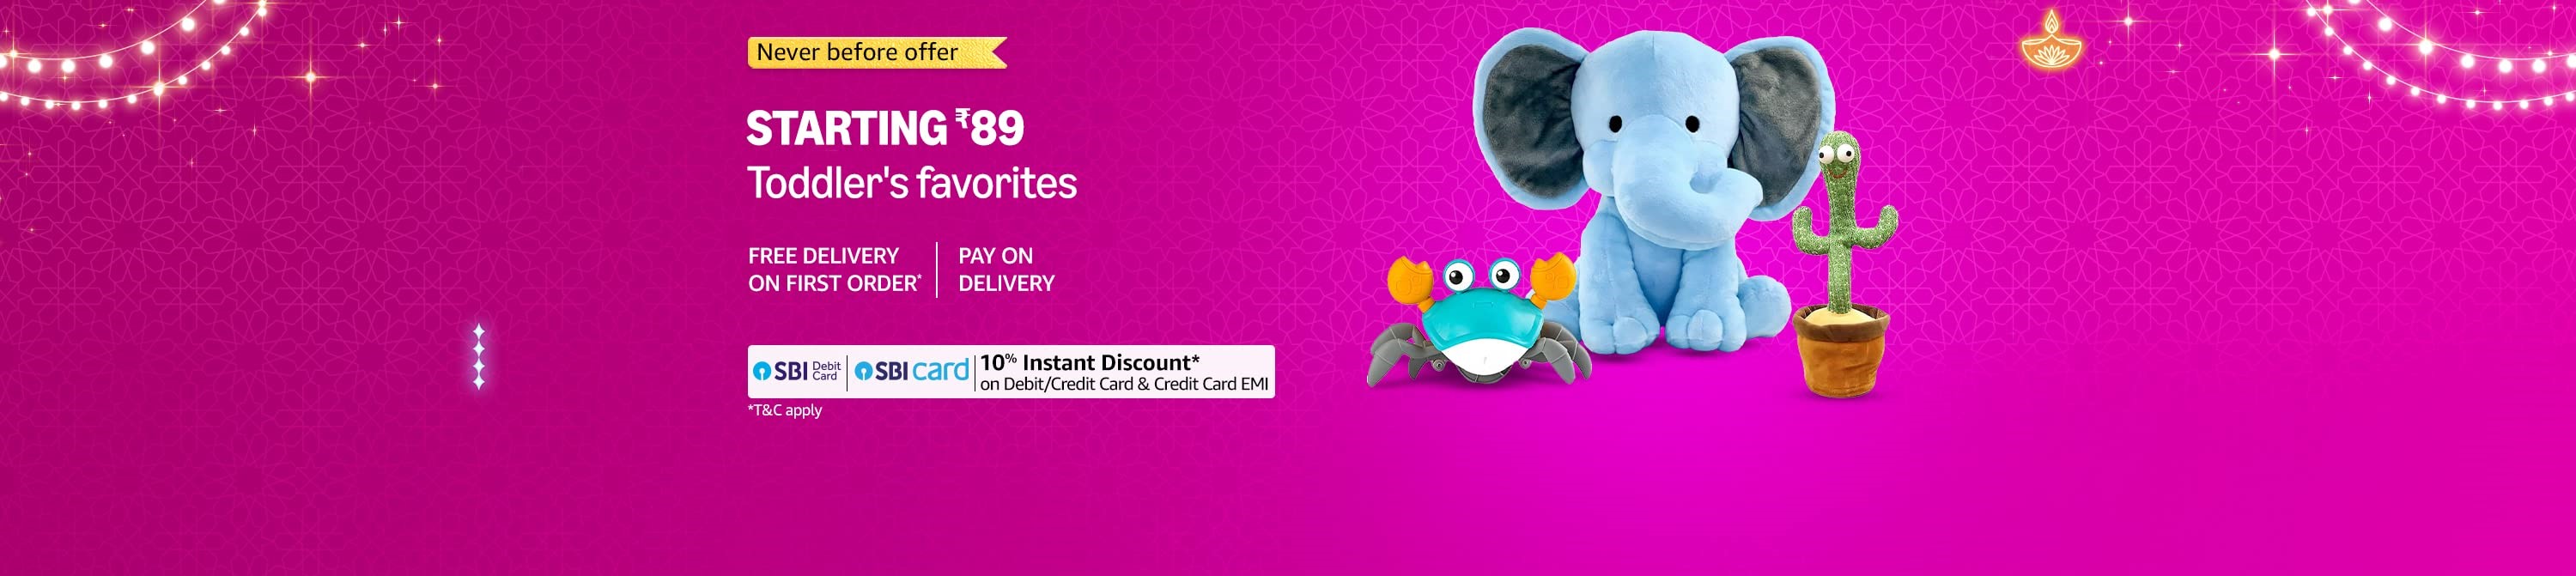 Never before offer
STARTING ₹89
Toddler's favorites
FREE DELIVERY
ON FIRST ORDER*
PAY ON
DELIVERY
SBI Debit Card | SBI card | 10% Instant Discount*
on Debit/Credit Card & Credit Card EMI
*T&C apply